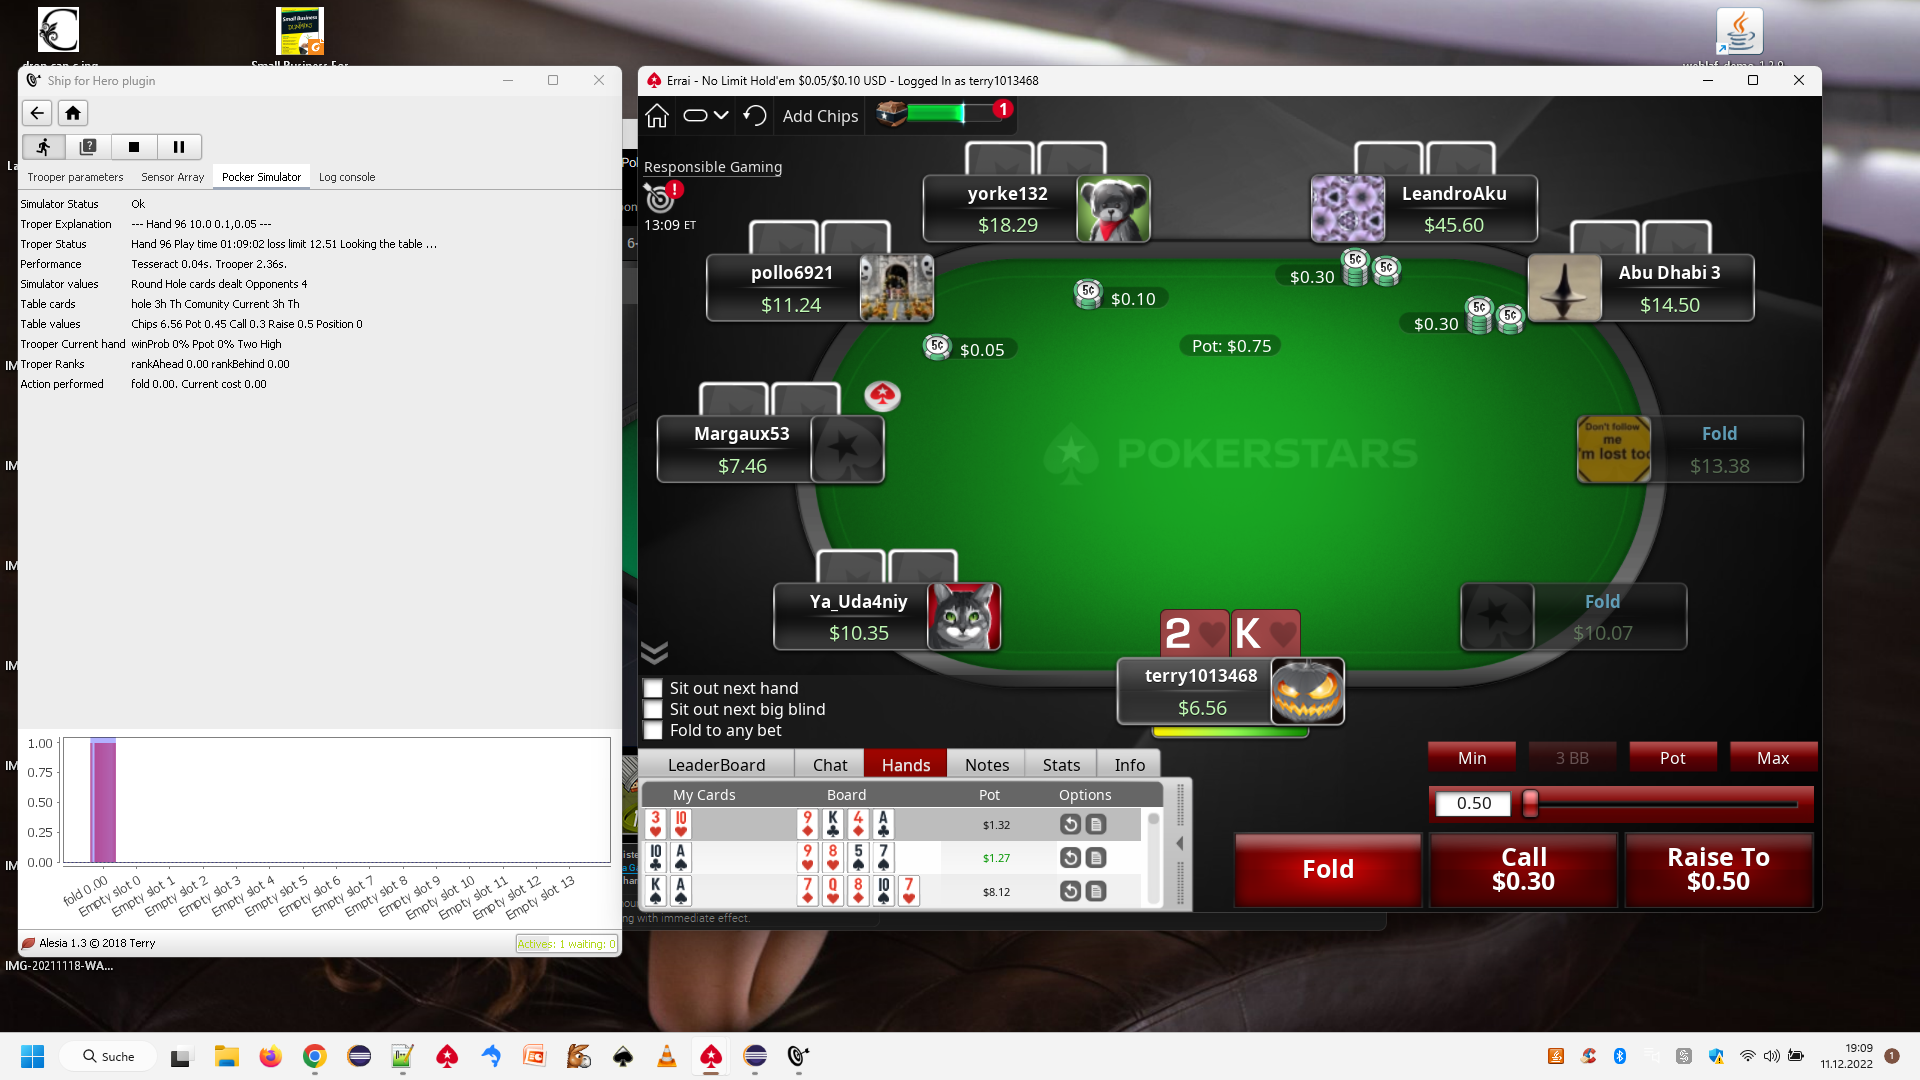 Ship for Hero plugin
Trooper parameters Sensor Array Pocker Simulator Log console
Simulator Status Ok
Troper Explanation --- Hand 96 10.0 0.1,0.05 ---
Troper Status Hand 96 Play time 01:09:02 loss limit 12.51 Looking the table ...
Performance Tesseract 0.04s. Trooper 2.36s.
Simulator values Round Hole cards dealt Opponents 4
Table cards hole 3h Th Comunity Current 3h Th
Table values Chips 6.56 Pot 0.45 Call 0.3 Raise 0.5 Position 0
Trooper Current hand winProb 0% Ppot 0% Two High
Troper Ranks rankAhead 0.00 rankBehind 0.00
Action performed fold 0.00. Current cost 0.00
1.00
0.75
0.50
0.25
0.00
fold 0.00
Empty slot 0
Empty slot 1
Empty slot 2
Empty slot 3
Empty slot 4
Empty slot 5
Empty slot 6
Empty slot 7
Empty slot 8
Empty slot 9
Empty slot 10
Empty slot 11
Empty slot 12
Empty slot 13
Alesia 1.3 © 2018 Terry
Actives: 1 waiting: 0
IMG-20211118-WA...
Small Business
DUMMIES
Errai - No Limit Hold'em $0.05/$0.10 USD - Logged In as terry1013468
Add Chips
1
Responsible Gaming
13:09 ET
yorke132
$18.29
LeandroAku
$45.60
pollo6921
$11.24
Abu Dhabi 3
$14.50
5¢ $0.10
$0.30 5¢ 5¢
$0.30 5¢ 5¢
5¢ $0.05
Pot: $0.75
Margaux53
$7.46
POKERSTARS
Don't follow
me
I'm lost too
Fold
$13.38
Ya_Uda4niy
$10.35
Fold
$10.07
2 K
terry1013468
$6.56
Sit out next hand
Sit out next big blind
Fold to any bet
LeaderBoard Chat Hands Notes Stats Info
My Cards Board Pot Options
3 10 9 K 4 A $1.32
10 A 9 8 5 7 $1.27
K A 7 Q 8 10 7 $8.12
ng with immediate effect.
Min 3 BB Pot Max
0.50
Fold
Call
$0.30
Raise To
$0.50
Suche
19:09
11.12.2022
1